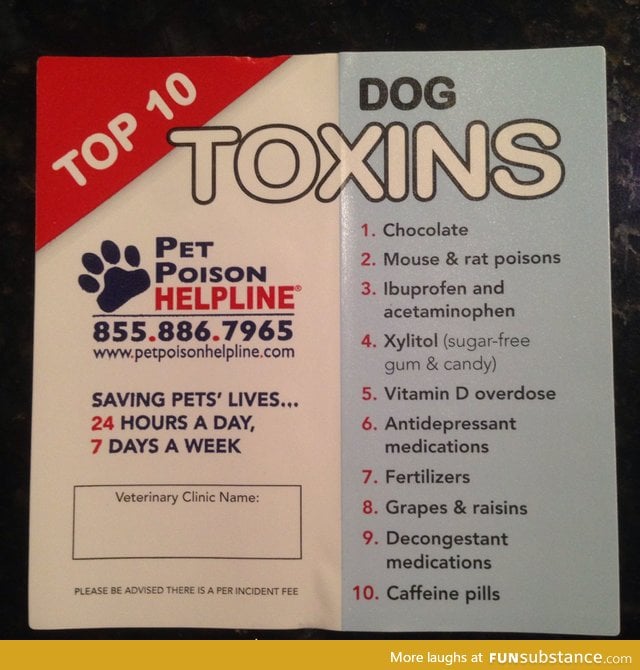 TOP 10
DOG
TOXINS
PET
POISON
HELPLINE®
855.886.7965
www.petpoisonhelpline.com
SAVING PETS' LIVES...
24 HOURS A DAY,
7 DAYS A WEEK
Veterinary Clinic Name:
PLEASE BE ADVISED THERE IS A PER INCIDENT FEE
1. Chocolate
2. Mouse & rat poisons
3. Ibuprofen and
acetaminophen
4. Xylitol (sugar-free
gum & candy)
5. Vitamin D overdose
6. Antidepressant
medications
7. Fertilizers
8. Grapes & raisins
9. Decongestant
medications
10. Caffeine pills
More laughs at FUNsubstance.com